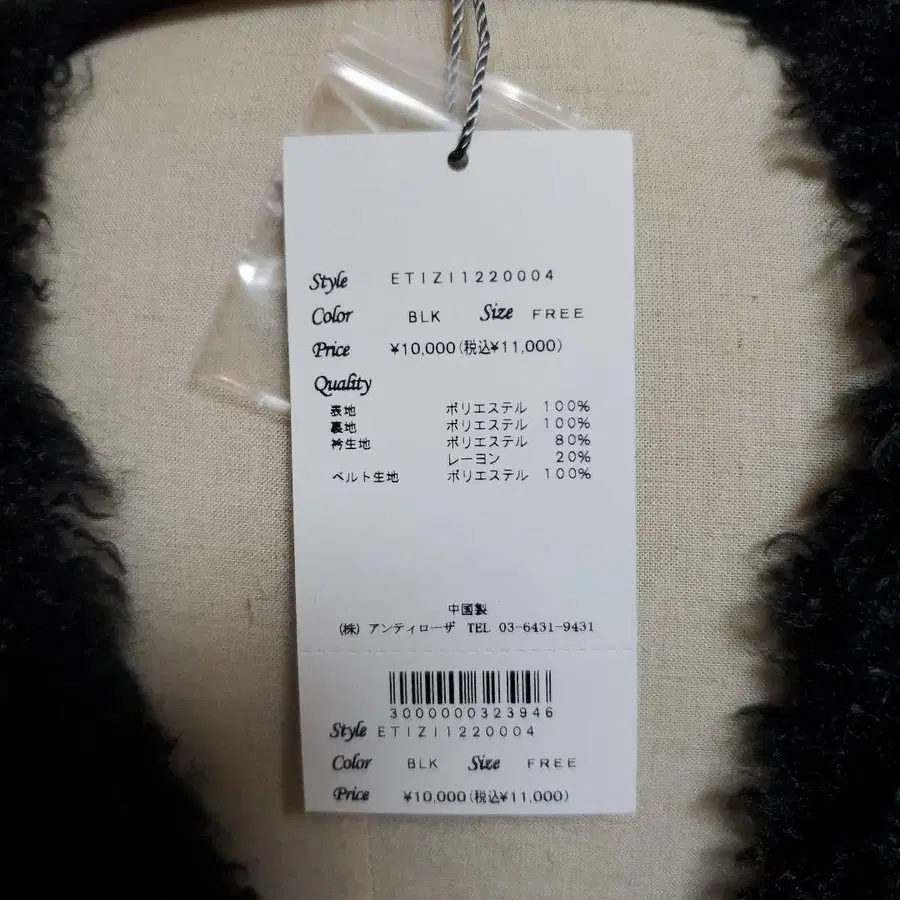 Style ETIZI1220004
Color BLK Size FREE
Price ¥10,000(税込¥11,000)
Quality
表地 ポリエステル 100%
裏地 ポリエステル 100%
衿生地 ポリエステル 80%
レーヨン 20%
ベルト生地 ポリエステル 100%
中国製
(株) アンティローザ TEL 03-6431-9431
3000000323946
Style ETIZI1220004
Color BLK Size FREE
Price ¥10,000(税込¥11,000)